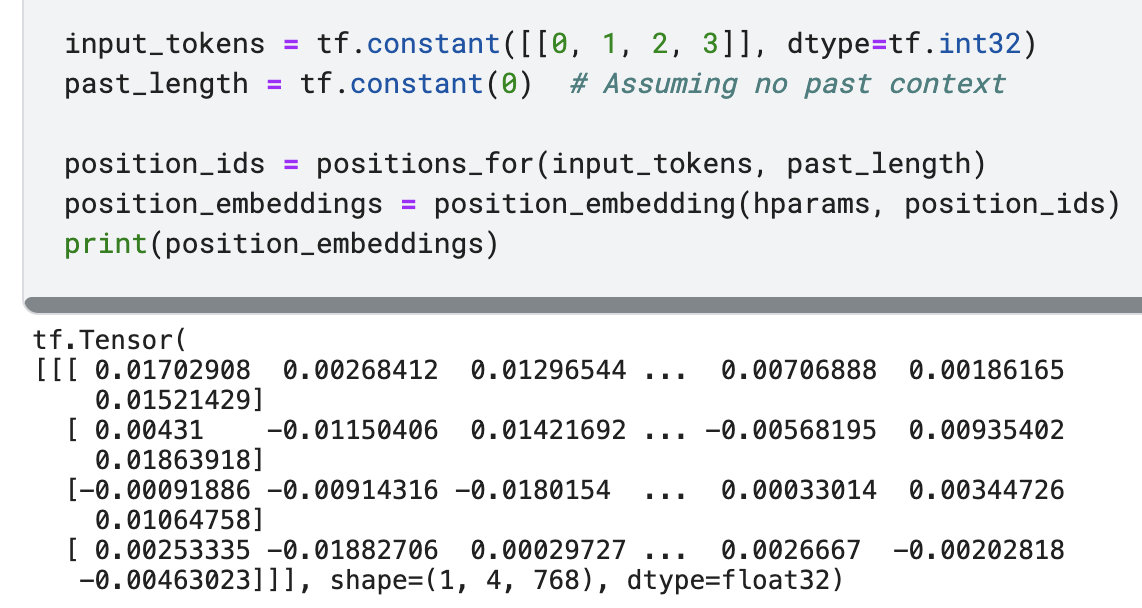 input_tokens = tf.constant([[0, 1, 2, 3]], dtype=tf.int32)
past_length = tf.constant(0)  # Assuming no past context
position_ids = positions_for(input_tokens, past_length)
position_embeddings = position_embedding(hparams, position_ids)
print(position_embeddings)
tf.Tensor(
[[[ 0.01702908  0.00268412  0.01296544 ...  0.00706888  0.00186165
    0.01521429]
  [ 0.00431    -0.01150406  0.01421692 ... -0.00568195  0.00935402
    0.01863918]
  [-0.00091886 -0.00914316 -0.0180154  ...  0.00033014  0.00344726
    0.01064758]
  [ 0.00253335 -0.01882706  0.00029727 ...  0.0026667  -0.00202818
   -0.00463023]]], shape=(1, 4, 768), dtype=float32)